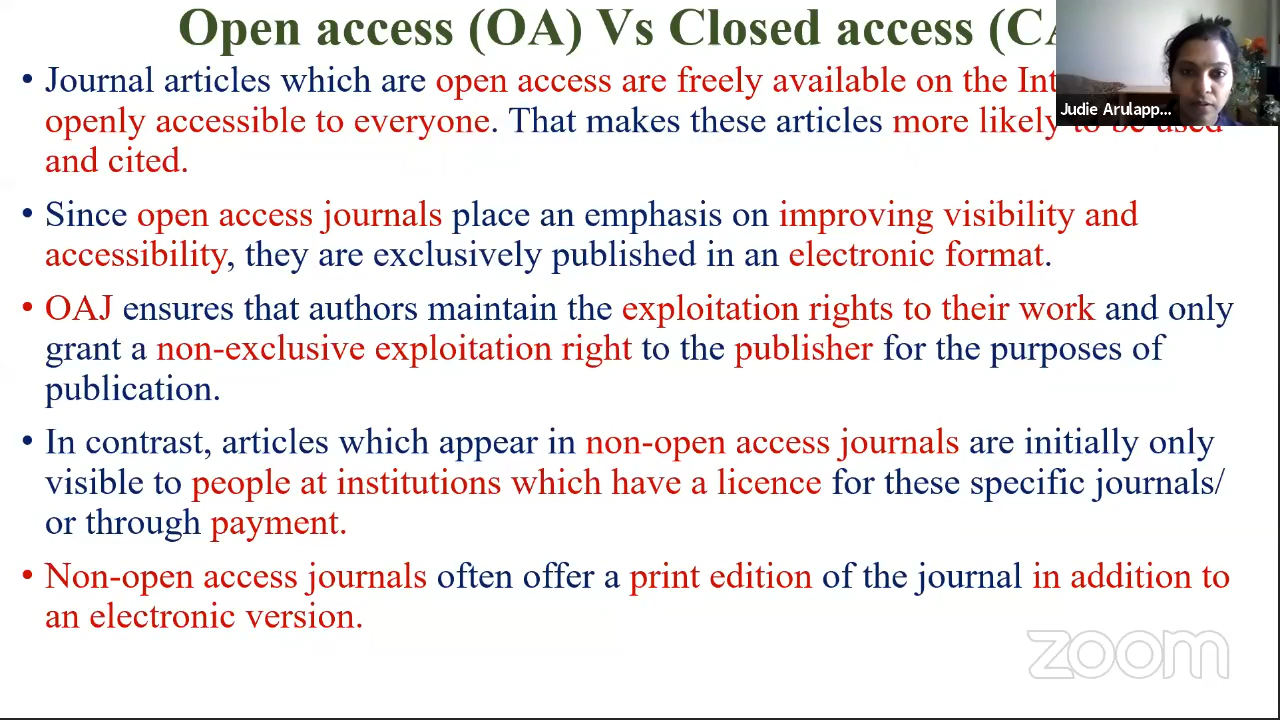 Open access (OA) Vs Closed access (CA
• Journal articles which are open access are freely available on the Int
openly accessible to everyone. That makes these articles more likely to be used
and cited.
• Since open access journals place an emphasis on improving visibility and
accessibility, they are exclusively published in an electronic format.
• OAJ ensures that authors maintain the exploitation rights to their work and only
grant a non-exclusive exploitation right to the publisher for the purposes of
publication.
• In contrast, articles which appear in non-open access journals are initially only
visible to people at institutions which have a licence for these specific journals/
or through payment.
• Non-open access journals often offer a print edition of the journal in addition to
an electronic version.
Judie Arulapp...
zoom